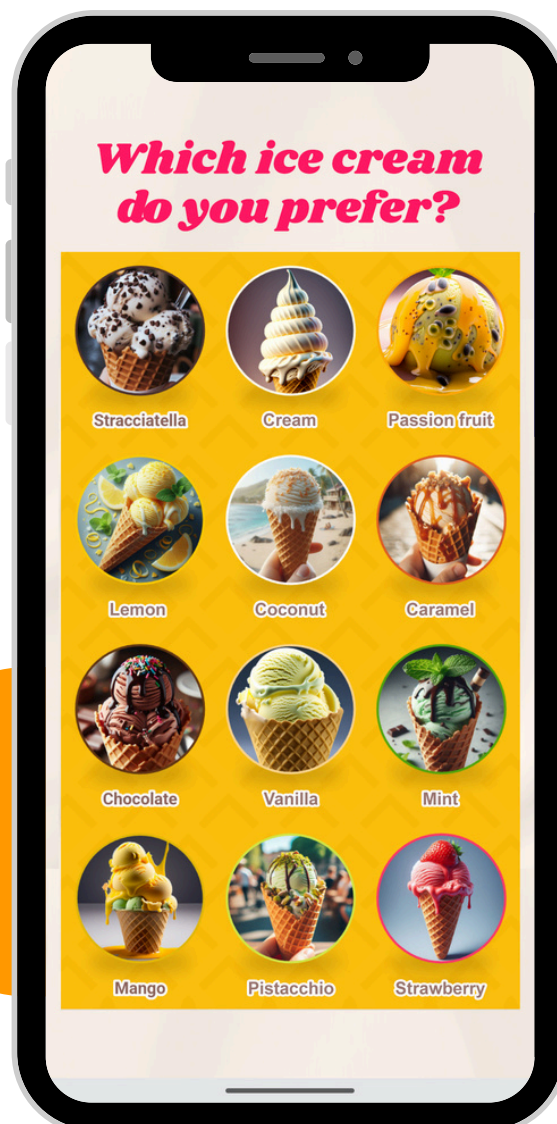 Which ice cream
do you prefer?
Stracciatella Cream Passion fruit
Lemon Coconut Caramel
Chocolate Vanilla Mint
Mango Pistacchio Strawberry